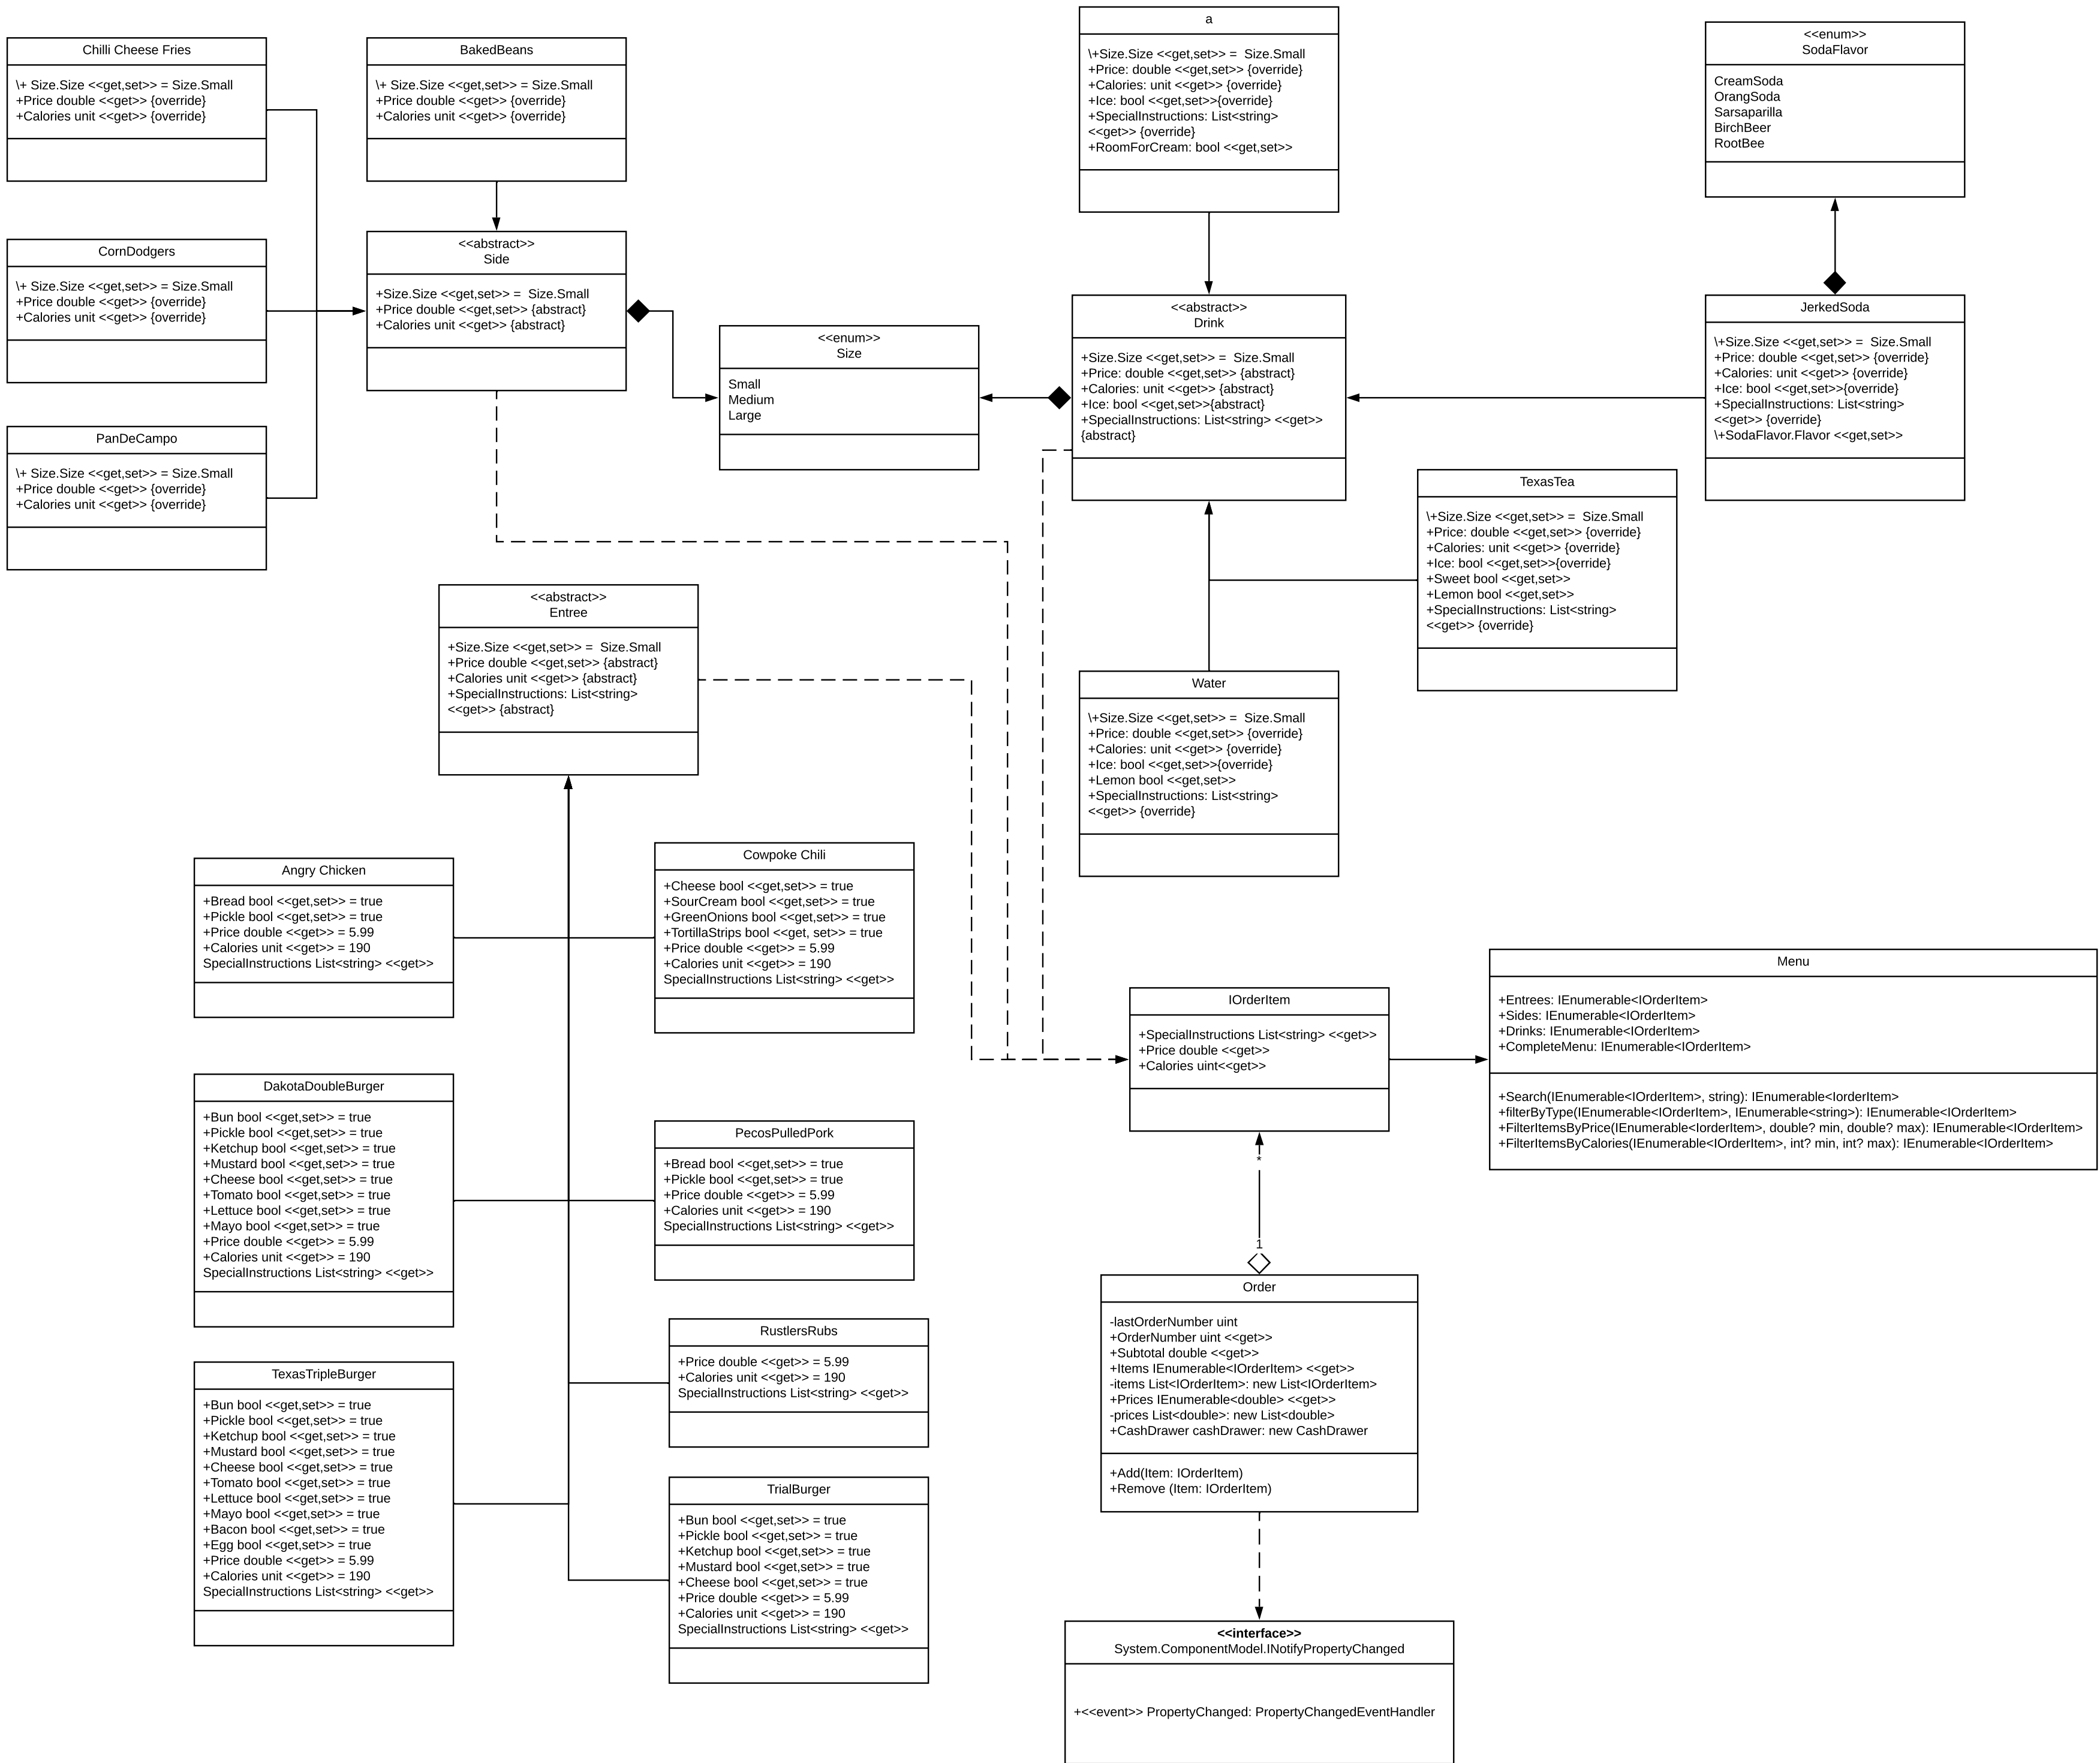 Chilli Cheese Fries
\+ Size.Size <<get,set>> = Size.Small
+Price double <<get>> {override}
+Calories unit <<get>> {override}
BakedBeans
\+ Size.Size <<get,set>> = Size.Small
+Price double <<get>> {override}
+Calories unit <<get>> {override}
a
\+Size.Size <<get,set>> =  Size.Small
+Price: double <<get,set>> {override}
+Calories: unit <<get>> {override}
+Ice: bool <<get,set>>{override}
+SpecialInstructions: List<string>
<<get>> {override}
+RoomForCream: bool <<get,set>>
<<enum>>
SodaFlavor
CreamSoda
OrangSoda
Sarsaparilla
BirchBeer
RootBee
CornDodgers
\+ Size.Size <<get,set>> = Size.Small
+Price double <<get>> {override}
+Calories unit <<get>> {override}
<<abstract>>
Side
+Size.Size <<get,set>> =  Size.Small
+Price double <<get,set>> {abstract}
+Calories unit <<get>> {abstract}
<<enum>>
Size
Small
Medium
Large
<<abstract>>
Drink
+Size.Size <<get,set>> =  Size.Small
+Price: double <<get,set>> {abstract}
+Calories: unit <<get>> {abstract}
+Ice: bool <<get,set>>{abstract}
+SpecialInstructions: List<string> <<get>>
{abstract}
JerkedSoda
\+Size.Size <<get,set>> =  Size.Small
+Price: double <<get,set>> {override}
+Calories: unit <<get>> {override}
+Ice: bool <<get,set>>{override}
+SpecialInstructions: List<string>
<<get>> {override}
\+SodaFlavor.Flavor <<get,set>>
PanDeCampo
\+ Size.Size <<get,set>> = Size.Small
+Price double <<get>> {override}
+Calories unit <<get>> {override}
TexasTea
\+Size.Size <<get,set>> =  Size.Small
+Price: double <<get,set>> {override}
+Calories: unit <<get>> {override}
+Ice: bool <<get,set>>{override}
+Sweet bool <<get,set>>
+Lemon bool <<get,set>>
+SpecialInstructions: List<string>
<<get>> {override}
<<abstract>>
Entree
+Size.Size <<get,set>> =  Size.Small
+Price double <<get,set>> {abstract}
+Calories unit <<get>> {abstract}
+SpecialInstructions: List<string>
<<get>> {abstract}
Water
\+Size.Size <<get,set>> =  Size.Small
+Price: double <<get,set>> {override}
+Calories: unit <<get>> {override}
+Ice: bool <<get,set>>{override}
+Lemon bool <<get,set>>
+SpecialInstructions: List<string>
<<get>> {override}
Angry Chicken
+Bread bool <<get,set>> = true
+Pickle bool <<get,set>> = true
+Price double <<get>> = 5.99
+Calories unit <<get>> = 190
SpecialInstructions List<string> <<get>>
Cowpoke Chili
+Cheese bool <<get,set>> = true
+SourCream bool <<get,set>> = true
+GreenOnions bool <<get,set>> = true
+TortillaStrips bool <<get, set>> = true
+Price double <<get>> = 5.99
+Calories unit <<get>> = 190
SpecialInstructions List<string> <<get>>
IOrderItem
+SpecialInstructions List<string> <<get>>
+Price double <<get>>
+Calories uint<<get>>
Menu
+Entrees: IEnumerable<IOrderItem>
+Sides: IEnumerable<IOrderItem>
+Drinks: IEnumerable<IOrderItem>
+CompleteMenu: IEnumerable<IOrderItem>
+Search(IEnumerable<IOrderItem>, string): IEnumerable<IorderItem>
+filterByType(IEnumerable<IOrderItem>, IEnumerable<string>): IEnumerable<IOrderItem>
+FilterItemsByPrice(IEnumerable<IorderItem>, double? min, double? max): IEnumerable<IOrderItem>
+FilterItemsByCalories(IEnumerable<IOrderItem>, int? min, int? max): IEnumerable<IOrderItem>
DakotaDoubleBurger
+Bun bool <<get,set>> = true
+Pickle bool <<get,set>> = true
+Ketchup bool <<get,set>> = true
+Mustard bool <<get,set>> = true
+Cheese bool <<get,set>> = true
+Tomato bool <<get,set>> = true
+Lettuce bool <<get,set>> = true
+Mayo bool <<get,set>> = true
+Price double <<get>> = 5.99
+Calories unit <<get>> = 190
SpecialInstructions List<string> <<get>>
PecosPulledPork
+Bread bool <<get,set>> = true
+Pickle bool <<get,set>> = true
+Price double <<get>> = 5.99
+Calories unit <<get>> = 190
SpecialInstructions List<string> <<get>>
*
1
Order
-lastOrderNumber uint
+OrderNumber uint <<get>>
+Subtotal double <<get>>
+Items IEnumerable<IOrderItem> <<get>>
-items List<IOrderItem>: new List<IOrderItem>
+Prices IEnumerable<double> <<get>>
-prices List<double>: new List<double>
+CashDrawer cashDrawer: new CashDrawer
+Add(Item: IOrderItem)
+Remove (Item: IOrderItem)
RustlersRubs
+Price double <<get>> = 5.99
+Calories unit <<get>> = 190
SpecialInstructions List<string> <<get>>
TexasTripleBurger
+Bun bool <<get,set>> = true
+Pickle bool <<get,set>> = true
+Ketchup bool <<get,set>> = true
+Mustard bool <<get,set>> = true
+Cheese bool <<get,set>> = true
+Tomato bool <<get,set>> = true
+Lettuce bool <<get,set>> = true
+Mayo bool <<get,set>> = true
+Bacon bool <<get,set>> = true
+Egg bool <<get,set>> = true
+Price double <<get>> = 5.99
+Calories unit <<get>> = 190
SpecialInstructions List<string> <<get>>
TrialBurger
+Bun bool <<get,set>> = true
+Pickle bool <<get,set>> = true
+Ketchup bool <<get,set>> = true
+Mustard bool <<get,set>> = true
+Cheese bool <<get,set>> = true
+Price double <<get>> = 5.99
+Calories unit <<get>> = 190
SpecialInstructions List<string> <<get>>
<<interface>>
System.ComponentModel.INotifyPropertyChanged
+<<event>> PropertyChanged: PropertyChangedEventHandler